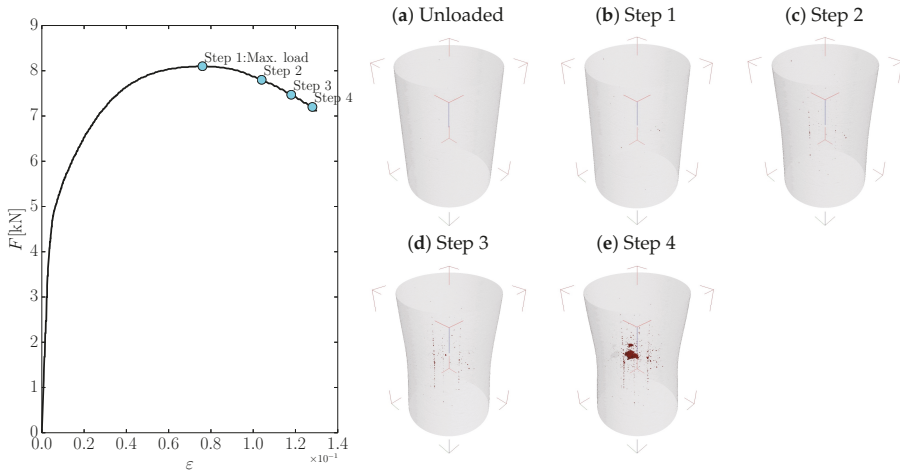 (a) Unloaded
(b) Step 1
(c) Step 2
9
8
7
6
5
4
3
2
1
0
F[kN]
Step 1:Max. load
Step 2
Step 3
Step 4
(d) Step 3
(e) Step 4
0.0 0.2 0.4 0.6 0.8 1.0 1.2 1.4
×10⁻¹
ε